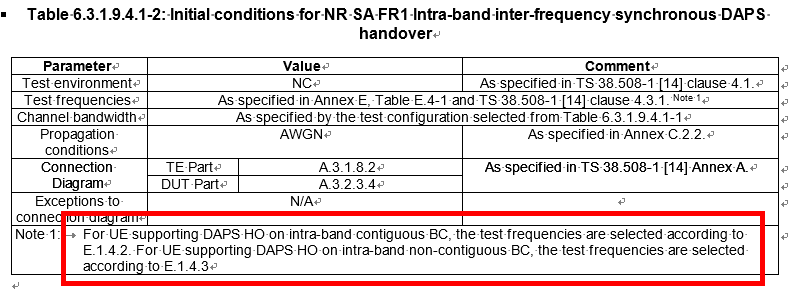 Table 6.3.1.9.4.1-2: Initial conditions for NR SA FR1 Intra-band inter-frequency synchronous DAPS
handover
Parameter Value Comment
Test environment NC As specified in TS 38.508-1 [14] clause 4.1.
Test frequencies As specified in Annex E, Table E.4-1 and TS 38.508-1 [14] clause 4.3.1. Note 1
Channel bandwidth As specified by the test configuration selected from Table 6.3.1.9.4.1-1
Propagation conditions AWGN As specified in Annex C.2.2.
Connection Diagram TE Part A.3.1.8.2 As specified in TS 38.508-1 [14] Annex A.
DUT Part A.3.2.3.4
Exceptions to connection diagram N/A
Note 1: For UE supporting DAPS HO on intra-band contiguous BC, the test frequencies are selected according to
E.1.4.2. For UE supporting DAPS HO on intra-band non-contiguous BC, the test frequencies are selected
according to E.1.4.3